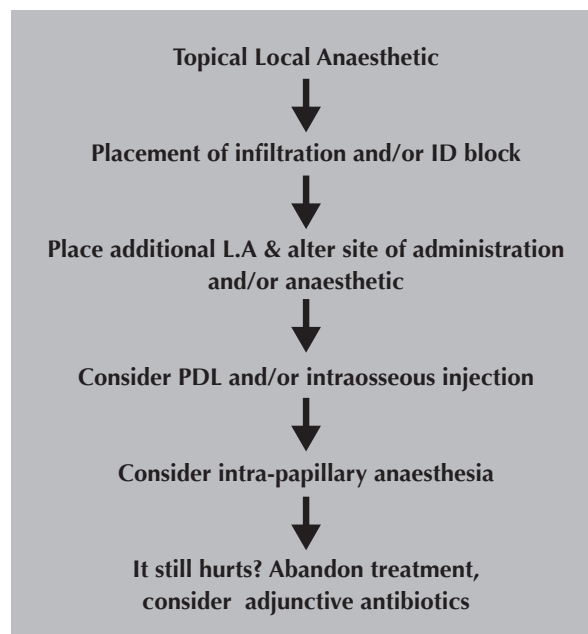 Topical Local Anaesthetic
Placement of infiltration and/or ID block
Place additional L.A & alter site of administration
and/or anaesthetic
Consider PDL and/or intraosseous injection
Consider intra-papillary anaesthesia
It still hurts? Abandon treatment,
consider adjunctive antibiotics